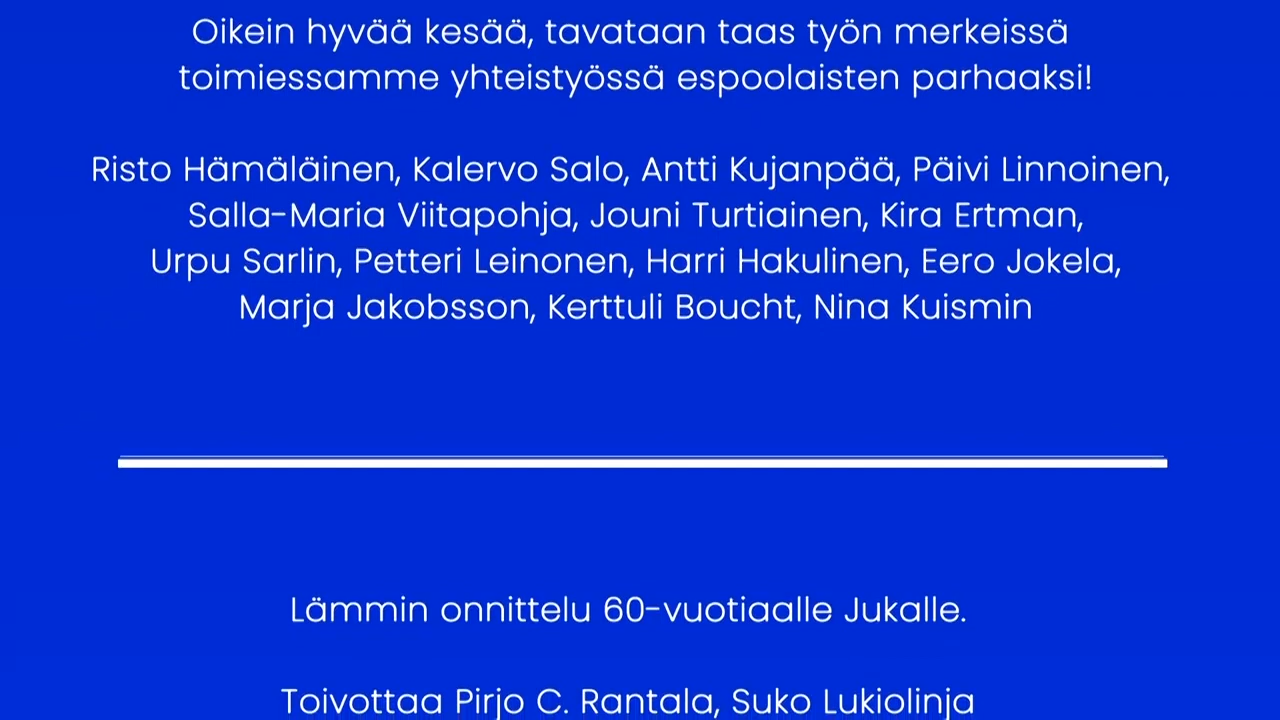 Oikein hyvää kesää, tavataan taas työn merkeissä
toimiessamme yhteistyössä espoolaisten parhaaksi!
Risto Hämäläinen, Kalervo Salo, Antti Kujanpää, Päivi Linnoinen,
Salla-Maria Viitapohja, Jouni Turtiainen, Kira Ertman,
Urpu Sarlin, Petteri Leinonen, Harri Hakulinen, Eero Jokela,
Marja Jakobsson, Kerttuli Boucht, Nina Kuismin
Lämmin onnittelu 60-vuotiaalle Jukalle.
Toivottaa Pirjo C. Rantala, Suko Lukiolinja